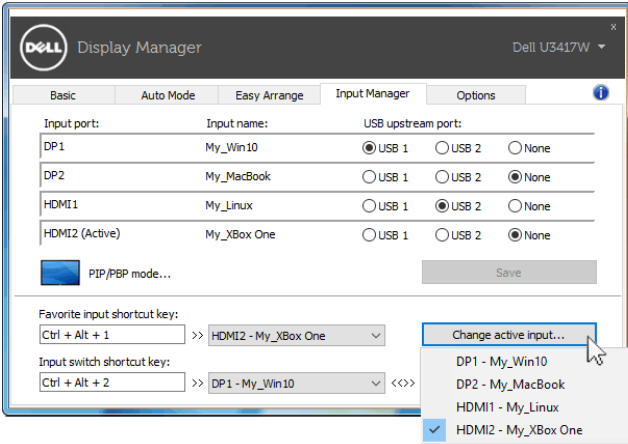 DELL Display Manager Dell U3417W
x
Basic Auto Mode Easy Arrange Input Manager Options i
Input port: Input name: USB upstream port:
DP1 My_Win10 USB 1 USB 2 None
DP2 My_MacBook USB 1 USB 2 None
HDMI1 My_Linux USB 1 USB 2 None
HDMI2 (Active) My_XBox One USB 1 USB 2 None
PIP/PBP mode... Save
Favorite input shortcut key:
Ctrl + Alt + 1 >> HDMI2 - My_XBox One Change active input...
Input switch shortcut key:
Ctrl + Alt + 2 >> DP1 - My_Win10 <<>>
DP1 - My_Win10
DP2 - My_MacBook
HDMI1 - My_Linux
HDMI2 - My_XBox One